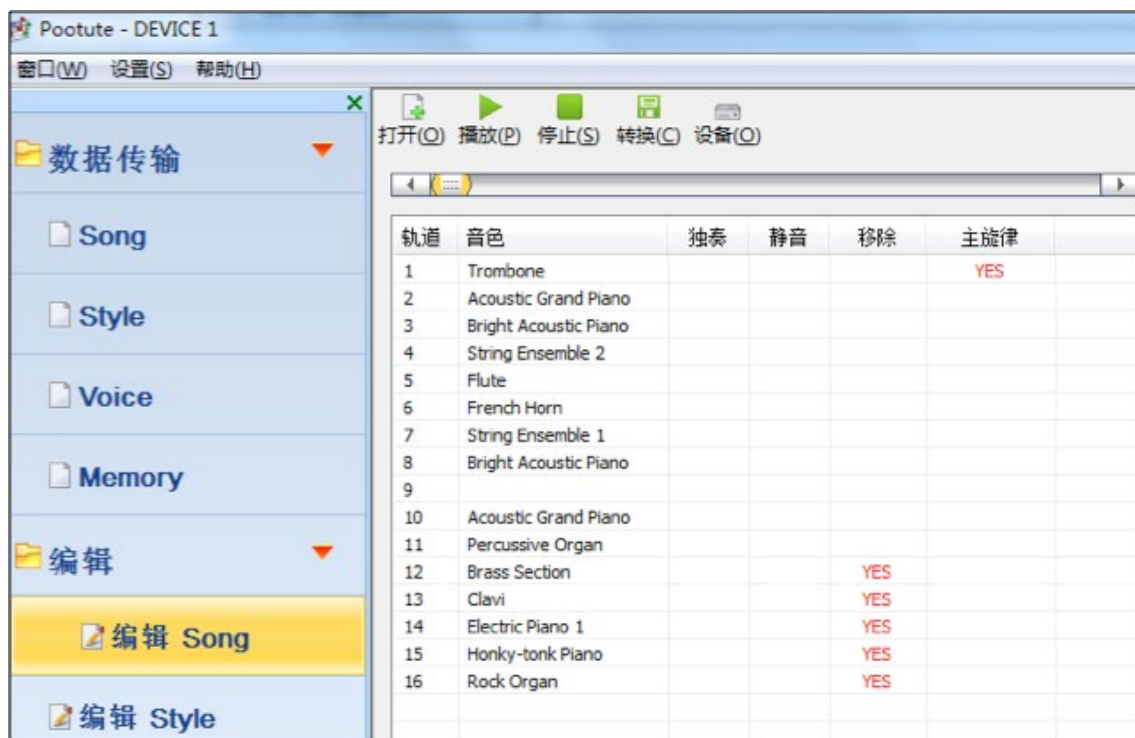 Pootute - DEVICE 1
窗口(W) 设置(S) 帮助(H)
数据传输
Song
Style
Voice
Memory
编辑
编辑 Song
编辑 Style
打开(O) 播放(P) 停止(S) 转换(C) 设备(O)
轨道 音色 独奏 静音 移除 主旋律
1 Trombone YES
2 Acoustic Grand Piano
3 Bright Acoustic Piano
4 String Ensemble 2
5 Flute
6 French Horn
7 String Ensemble 1
8 Bright Acoustic Piano
9
10 Acoustic Grand Piano
11 Percussive Organ
12 Brass Section YES
13 Clavi YES
14 Electric Piano 1 YES
15 Honky-tonk Piano YES
16 Rock Organ YES